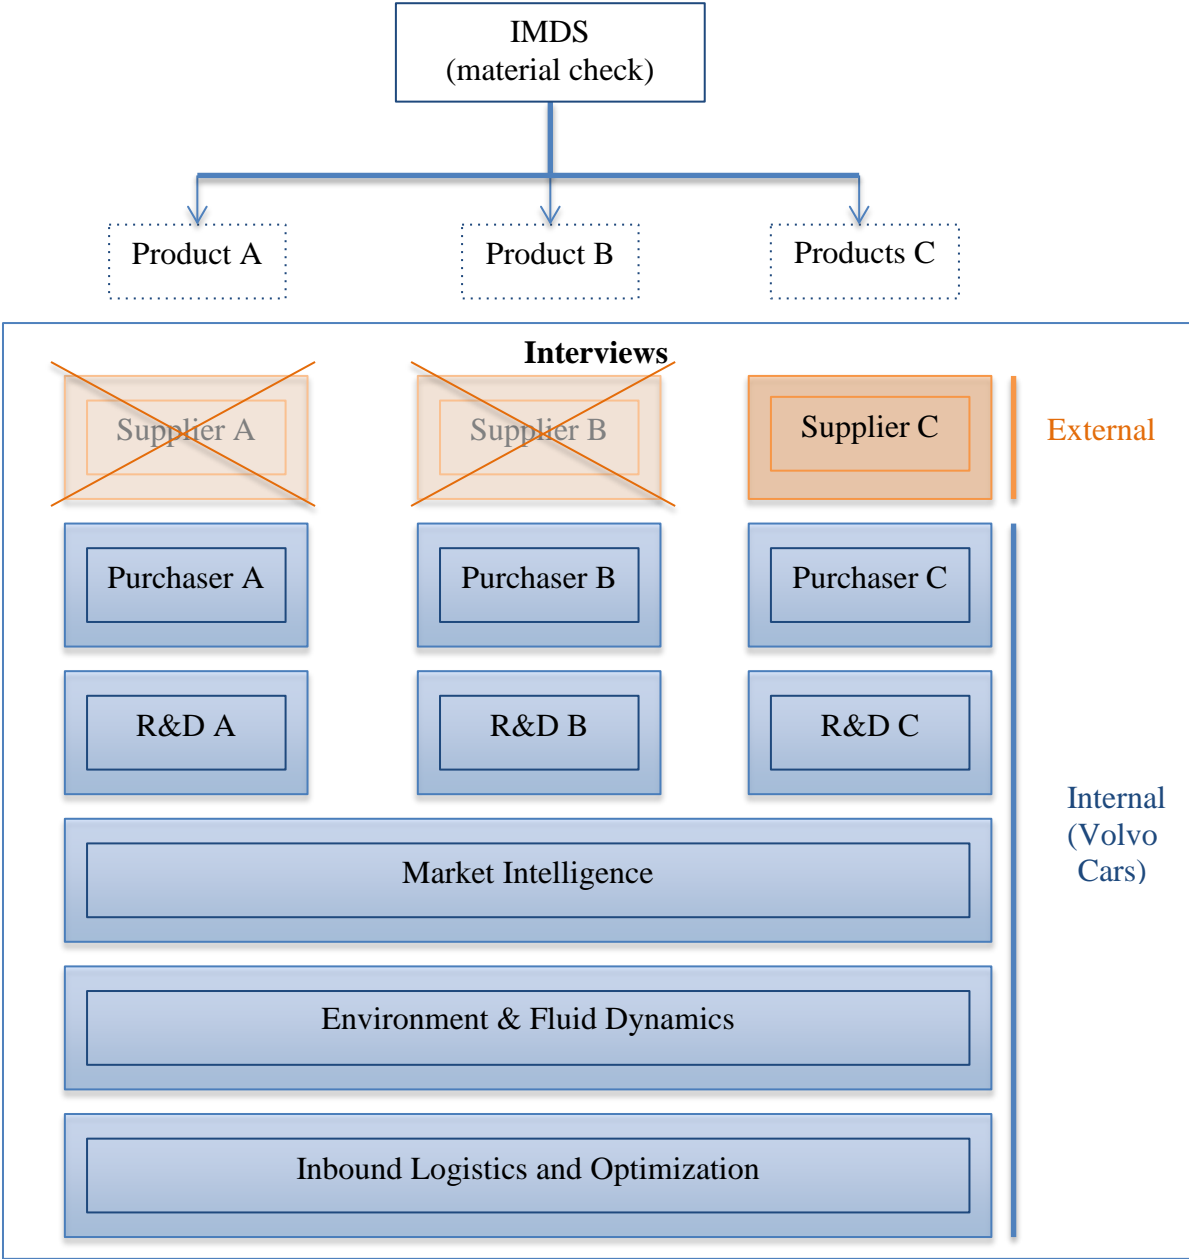 IMDS
(material check)
Product A
Product B
Products C
Interviews
Supplier A
Supplier B
Supplier C
External
Purchaser A
Purchaser B
Purchaser C
R&D A
R&D B
R&D C
Internal
(Volvo
Cars)
Market Intelligence
Environment & Fluid Dynamics
Inbound Logistics and Optimization